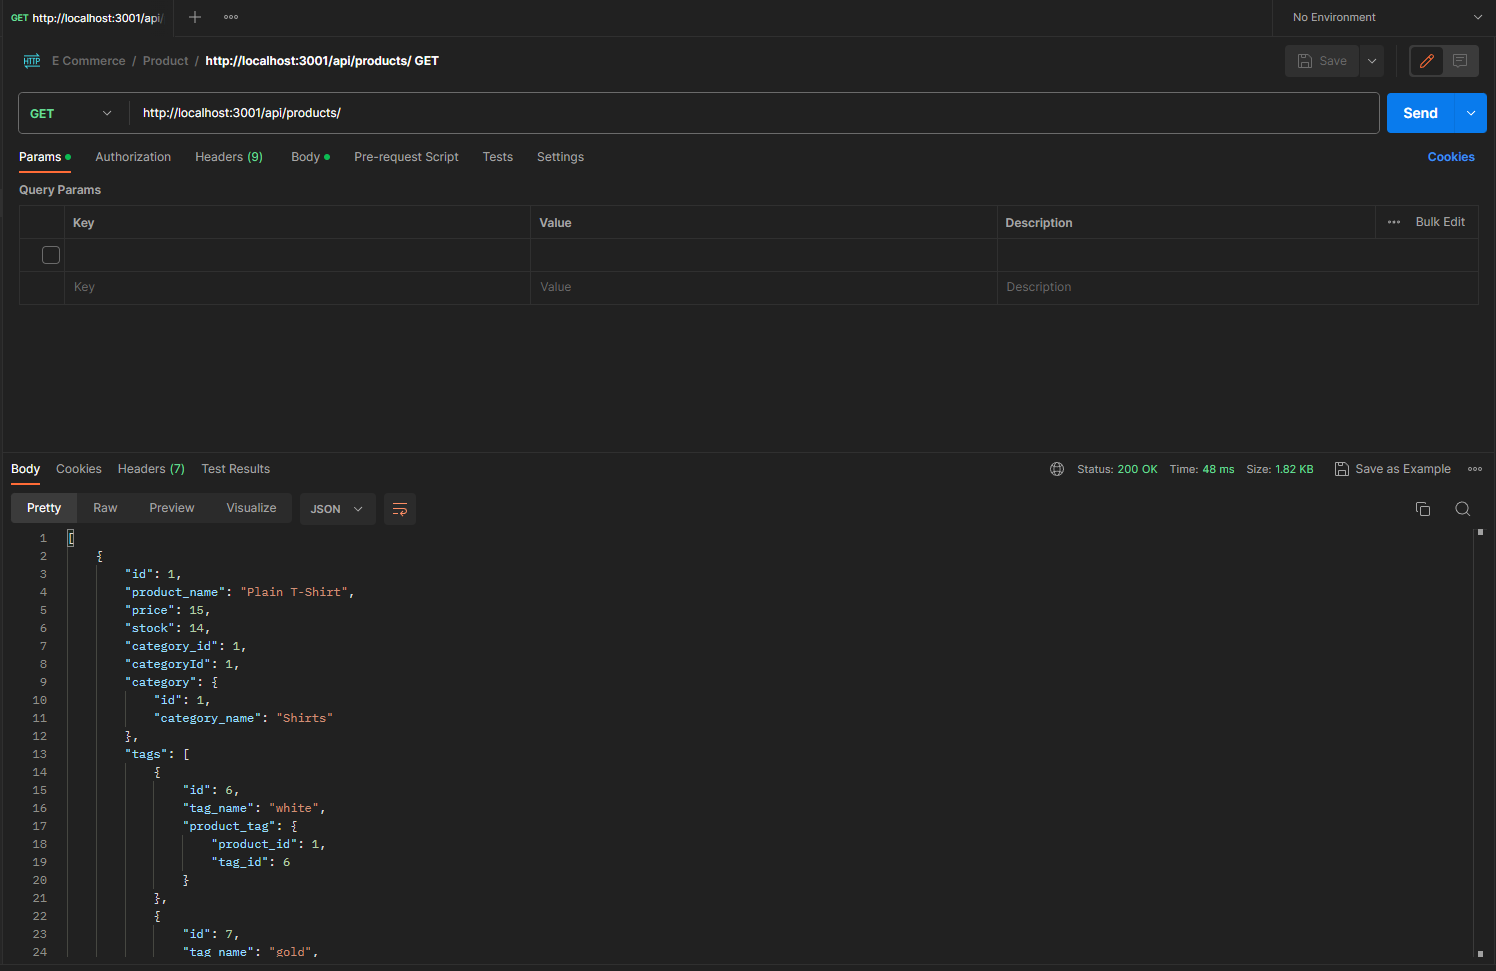 GET http://localhost:3001/api/
No Environment
HTTP E Commerce / Product / http://localhost:3001/api/products/ GET
Save
GET http://localhost:3001/api/products/
Send
Params Authorization Headers (9) Body Pre-request Script Tests Settings Cookies
Query Params
Key Value Description Bulk Edit
Key Value Description
Body Cookies Headers (7) Test Results Status: 200 OK Time: 48 ms Size: 1.82 KB Save as Example
Pretty Raw Preview Visualize JSON
1 [
2 {
3 "id": 1,
4 "product_name": "Plain T-Shirt",
5 "price": 15,
6 "stock": 14,
7 "category_id": 1,
8 "categoryId": 1,
9 "category": {
10 "id": 1,
11 "category_name": "Shirts"
12 },
13 "tags": [
14 {
15 "id": 6,
16 "tag_name": "white",
17 "product_tag": {
18 "product_id": 1,
19 "tag_id": 6
20 }
21 },
22 {
23 "id": 7,
24 "tag_name": "gold",